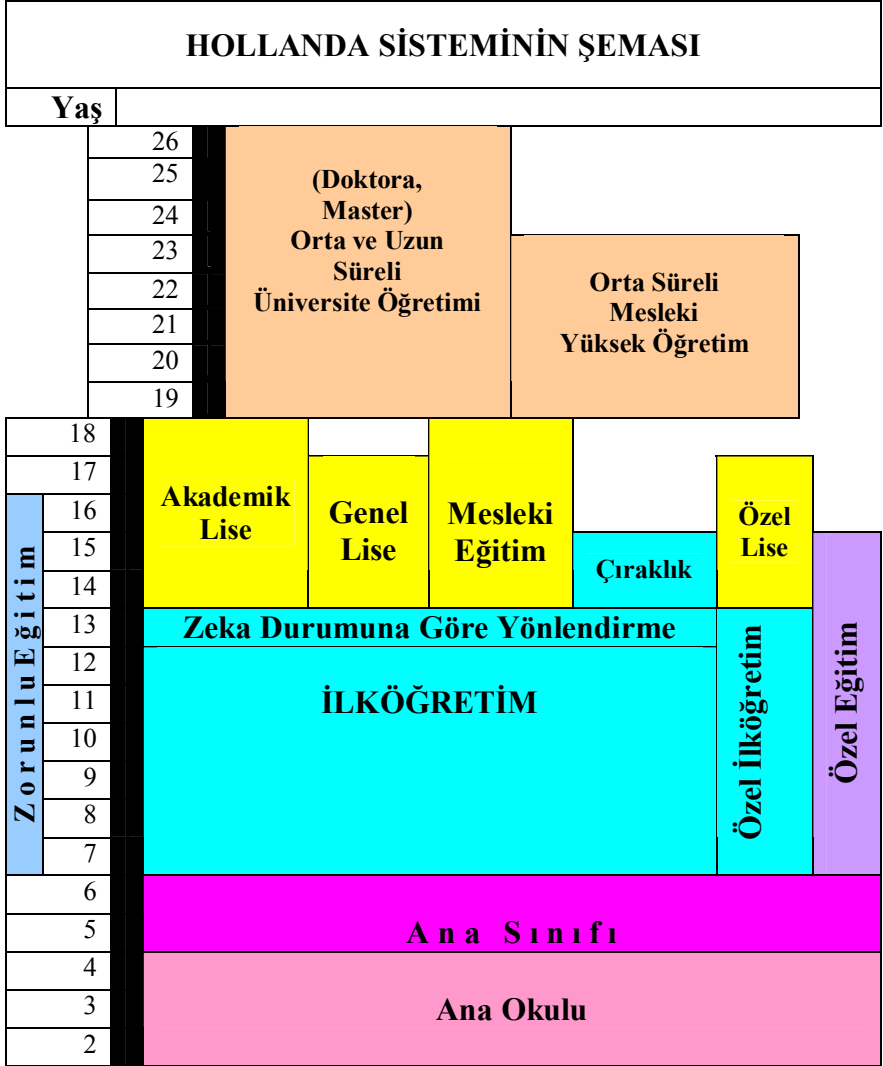 HOLLANDA SİSTEMİNİN ŞEMASI
Yaş
26
25
24
23
22
21
20
19
(Doktora,
Master)
Orta ve Uzun
Süreli
Üniversite Öğretimi
Orta Süreli
Mesleki
Yüksek Öğretim
18
17
16
15
14
13
12
11
10
9
8
7
6
5
4
3
2
Zorunlu Eğitim
Akademik
Lise
Genel
Lise
Mesleki
Eğitim
Çıraklık
Özel
Lise
Zeka Durumuna Göre Yönlendirme
İLKÖĞRETİM
Özel İlköğretim
Özel Eğitim
Ana Sınıfı
Ana Okulu